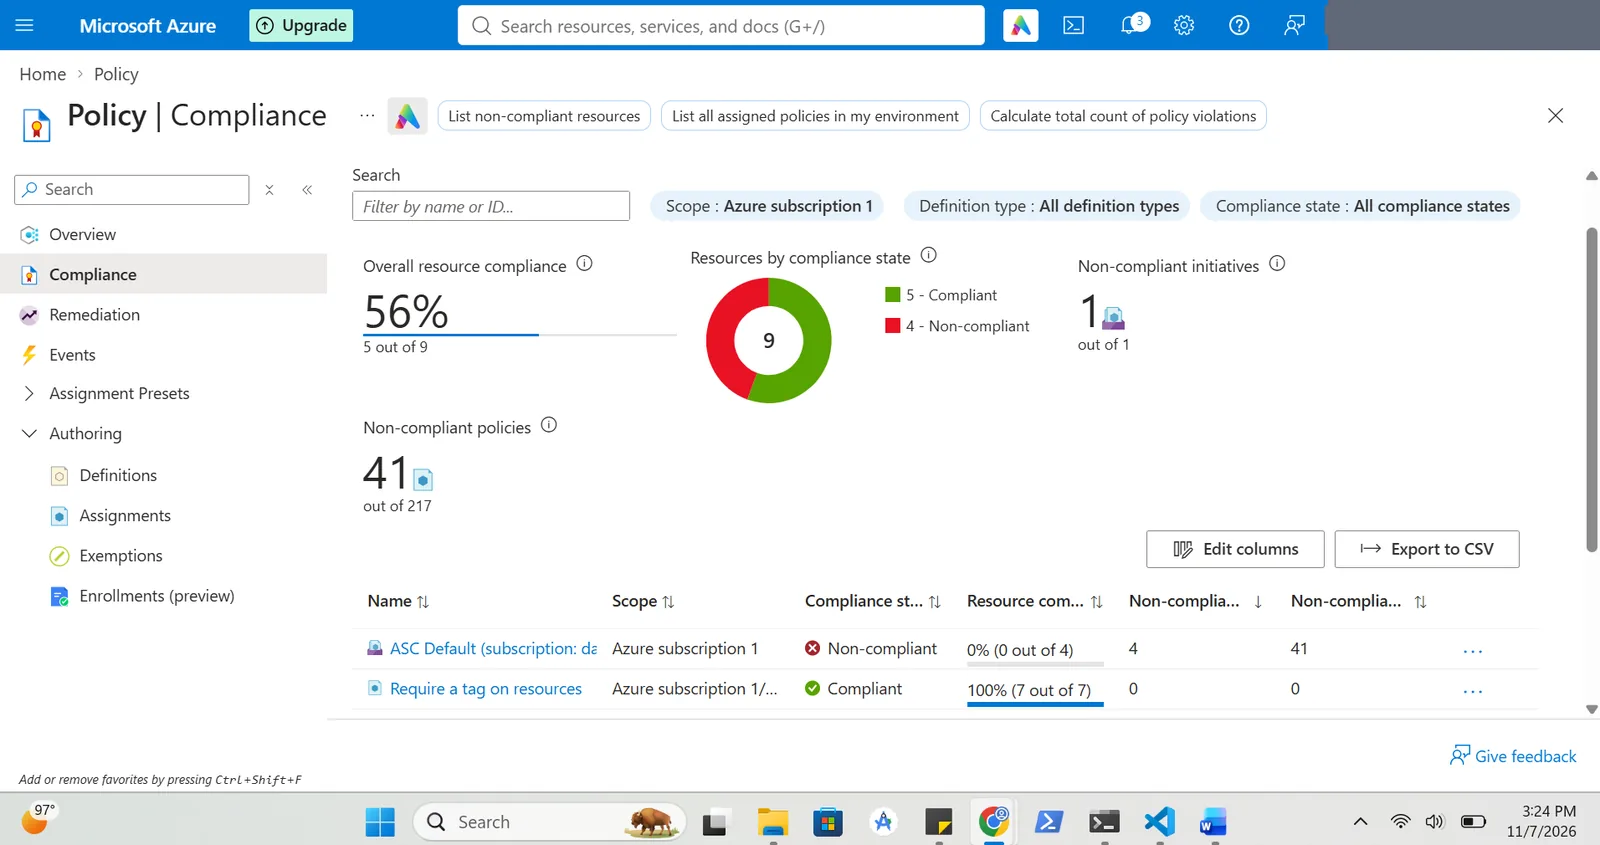 Microsoft Azure
Upgrade
Search resources, services, and docs (G+/)
3
Home > Policy
Policy | Compliance
...
List non-compliant resources
List all assigned policies in my environment
Calculate total count of policy violations
Search
Overview
Compliance
Remediation
Events
Assignment Presets
Authoring
Definitions
Assignments
Exemptions
Enrollments (preview)
Add or remove favorites by pressing Ctrl+Shift+F
Search
Filter by name or ID...
Scope : Azure subscription 1
Definition type : All definition types
Compliance state : All compliance states
Overall resource compliance
56%
5 out of 9
Resources by compliance state
9
5 - Compliant
4 - Non-compliant
Non-compliant initiatives
1
out of 1
Non-compliant policies
41
out of 217
Edit columns
Export to CSV
Name Scope Compliance st... Resource com... Non-complia... Non-complia...
ASC Default (subscription: da Azure subscription 1 Non-compliant 0% (0 out of 4) 4 41 ...
Require a tag on resources Azure subscription 1/... Compliant 100% (7 out of 7) 0 0 ...
Give feedback
97°
Search
3:24 PM
11/7/2026